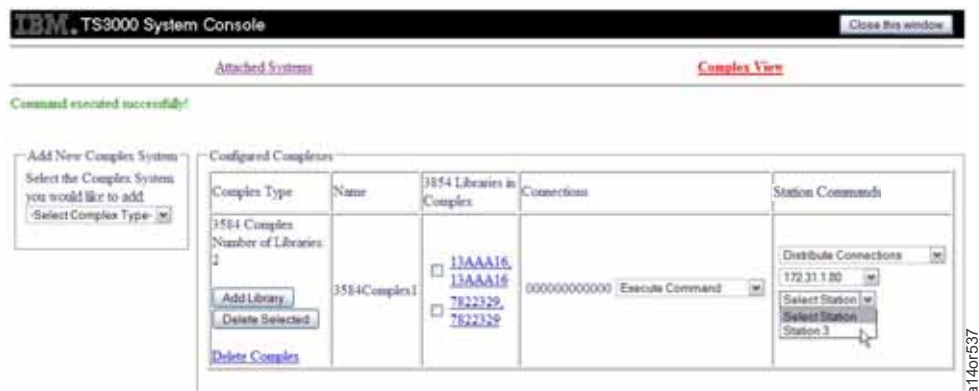 IBM. TS3000 System Console
Close this window
Attached Systems
Complex View
Command executed successfully!
Add New Complex System
Select the Complex System
you would like to add:
-Select Complex Type-
Configured Complexes
Complex Type
Name
3854 Libraries in
Complex
Connections
Station Commands
3584 Complex
Number of Libraries:
2
Add Library
Delete Selected
Delete Complex
3584Complex1
13AAA16,
13AAA16
7822329,
7822329
000000000000
Execute Command
Distribute Connections
172.31.1.80
Select Station
Select Station
Station 3
a14or537